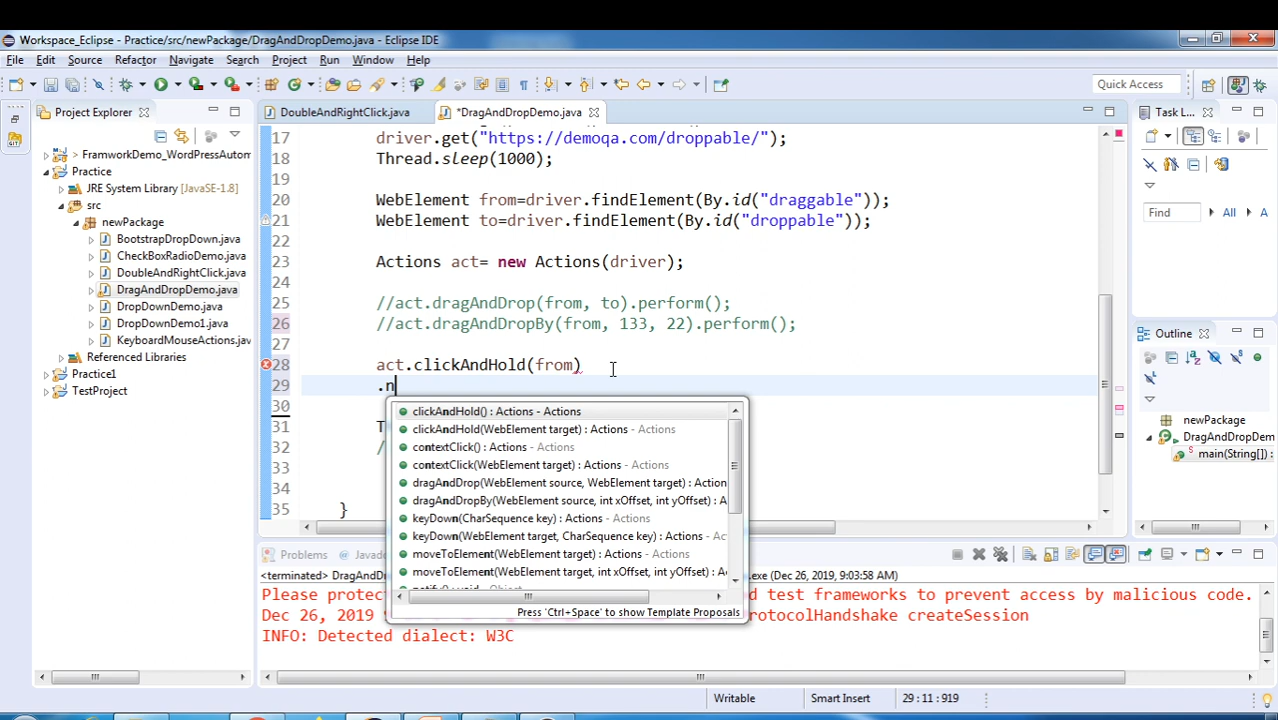 Workspace_Eclipse - Practice/src/newPackage/DragAndDropDemo.java - Eclipse IDE
File Edit Source Refactor Navigate Search Project Run Window Help
Quick Access
Project Explorer
DoubleAndRightClick.java
*DragAndDropDemo.java
Task L
> FramworkDemo_WordPressAutom
Practice
JRE System Library [JavaSE-1.8]
src
newPackage
BootstrapDropDown.java
CheckBoxRadioDemo.java
DoubleAndRightClick.java
DragAndDropDemo.java
DropDownDemo.java
DropDownDemo1.java
KeyboardMouseActions.java
Referenced Libraries
Practice1
TestProject
17 driver.get("https://demoqa.com/droppable/");
18 Thread.sleep(1000);
19
20 WebElement from=driver.findElement(By.id("draggable"));
21 WebElement to=driver.findElement(By.id("droppable"));
22
23 Actions act= new Actions(driver);
24
25 //act.dragAndDrop(from, to).perform();
26 //act.dragAndDropBy(from, 133, 22).perform();
27
28 act.clickAndHold(from)
29 .n
30
31 T
32 /
33
34
35 }
clickAndHold() : Actions - Actions
clickAndHold(WebElement target) : Actions - Actions
contextClick() : Actions - Actions
contextClick(WebElement target) : Actions - Actions
dragAndDrop(WebElement source, WebElement target) : Action
dragAndDropBy(WebElement source, int xOffset, int yOffset) : A
keyDown(CharSequence key) : Actions - Actions
keyDown(WebElement target, CharSequence key) : Actions - Ac
moveToElement(WebElement target) : Actions - Actions
moveToElement(WebElement target, int xOffset, int yOffset) : A
Press 'Ctrl+Space' to show Template Proposals
Find
All
A
Outline
newPackage
DragAndDropDem
main(String[]) :
Problems
Javadoc
<terminated> DragAndD
.exe (Dec 26, 2019, 9:03:58 AM)
Please protec
d test frameworks to prevent access by malicious code.
Dec 26, 2019 9
rotocolHandshake createSession
INFO: Detected dialect: W3C
Writable
Smart Insert
29 : 11 : 919